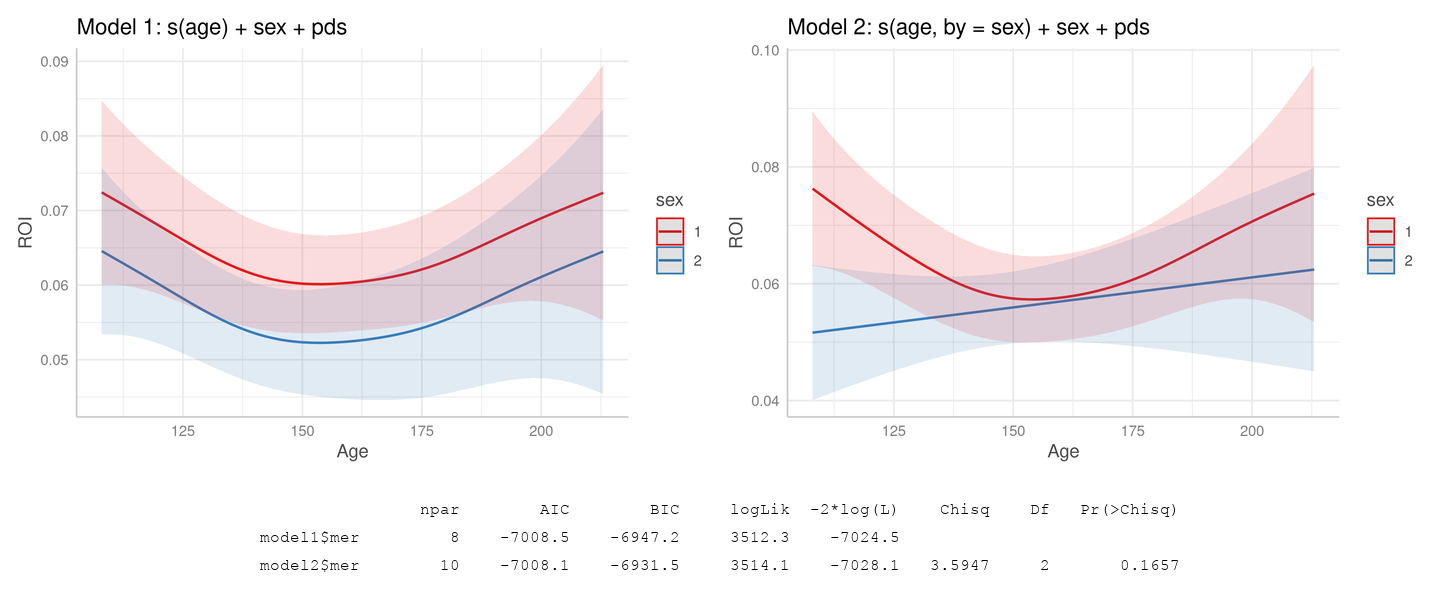 Model 1: s(age) + sex + pds
0.09
0.08
0.07
0.06
0.05
ROI
125 150 175 200
Age
sex
1
2
Model 2: s(age, by = sex) + sex + pds
0.10
0.08
0.06
0.04
ROI
125 150 175 200
Age
sex
1
2
npar AIC BIC logLik -2*log(L) Chisq Df Pr(>Chisq)
model1$mer 8 -7008.5 -6947.2 3512.3 -7024.5
model2$mer 10 -7008.1 -6931.5 3514.1 -7028.1 3.5947 2 0.1657